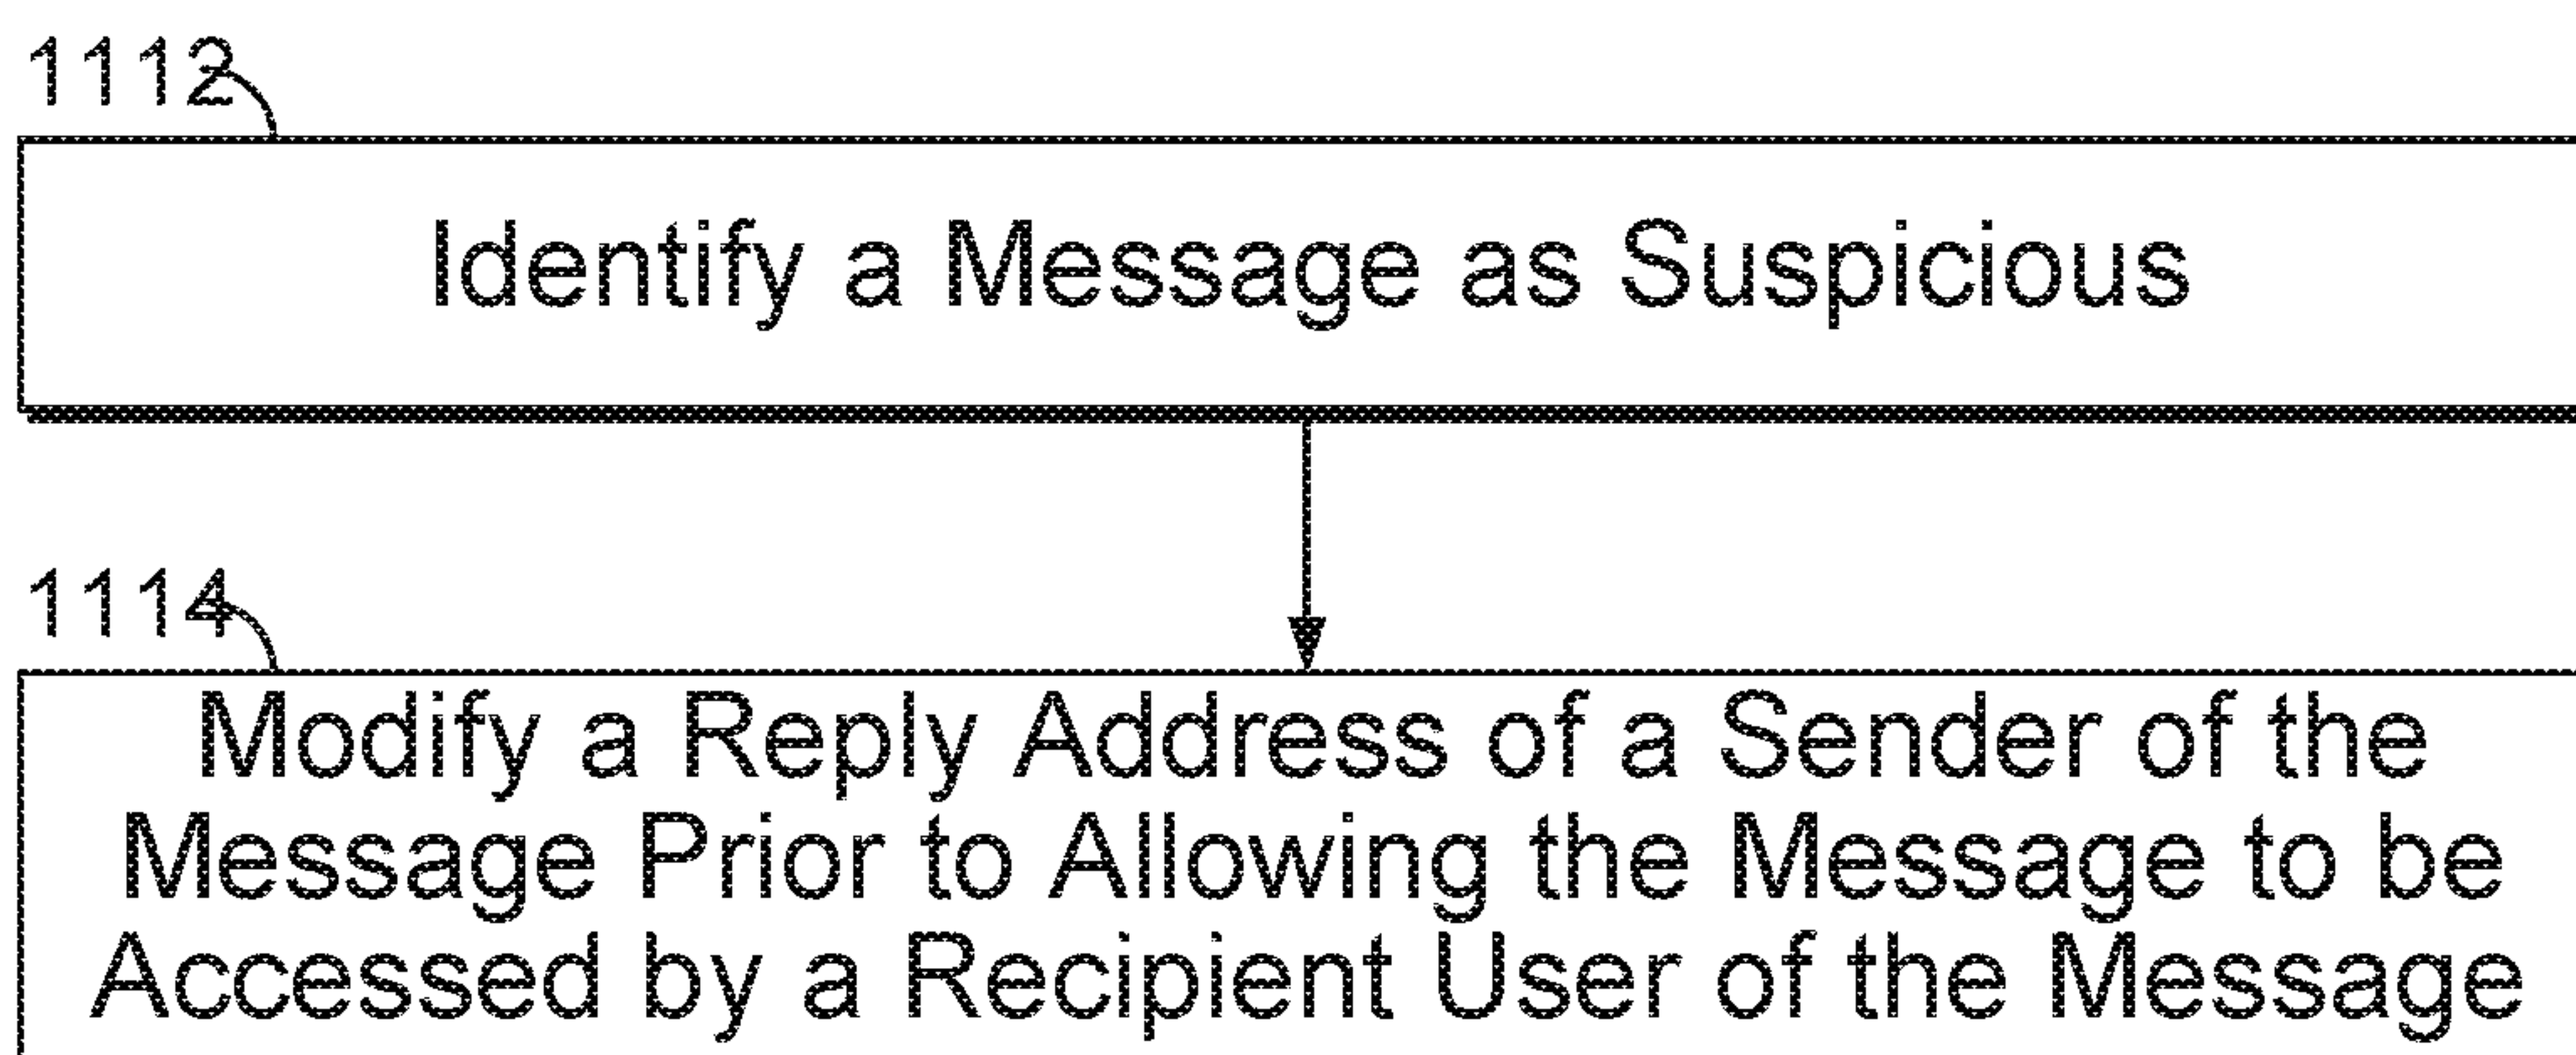 1112
Identify a Message as Suspicious
1114
Modify a Reply Address of a Sender of the
Message Prior to Allowing the Message to be
Accessed by a Recipient User of the Message